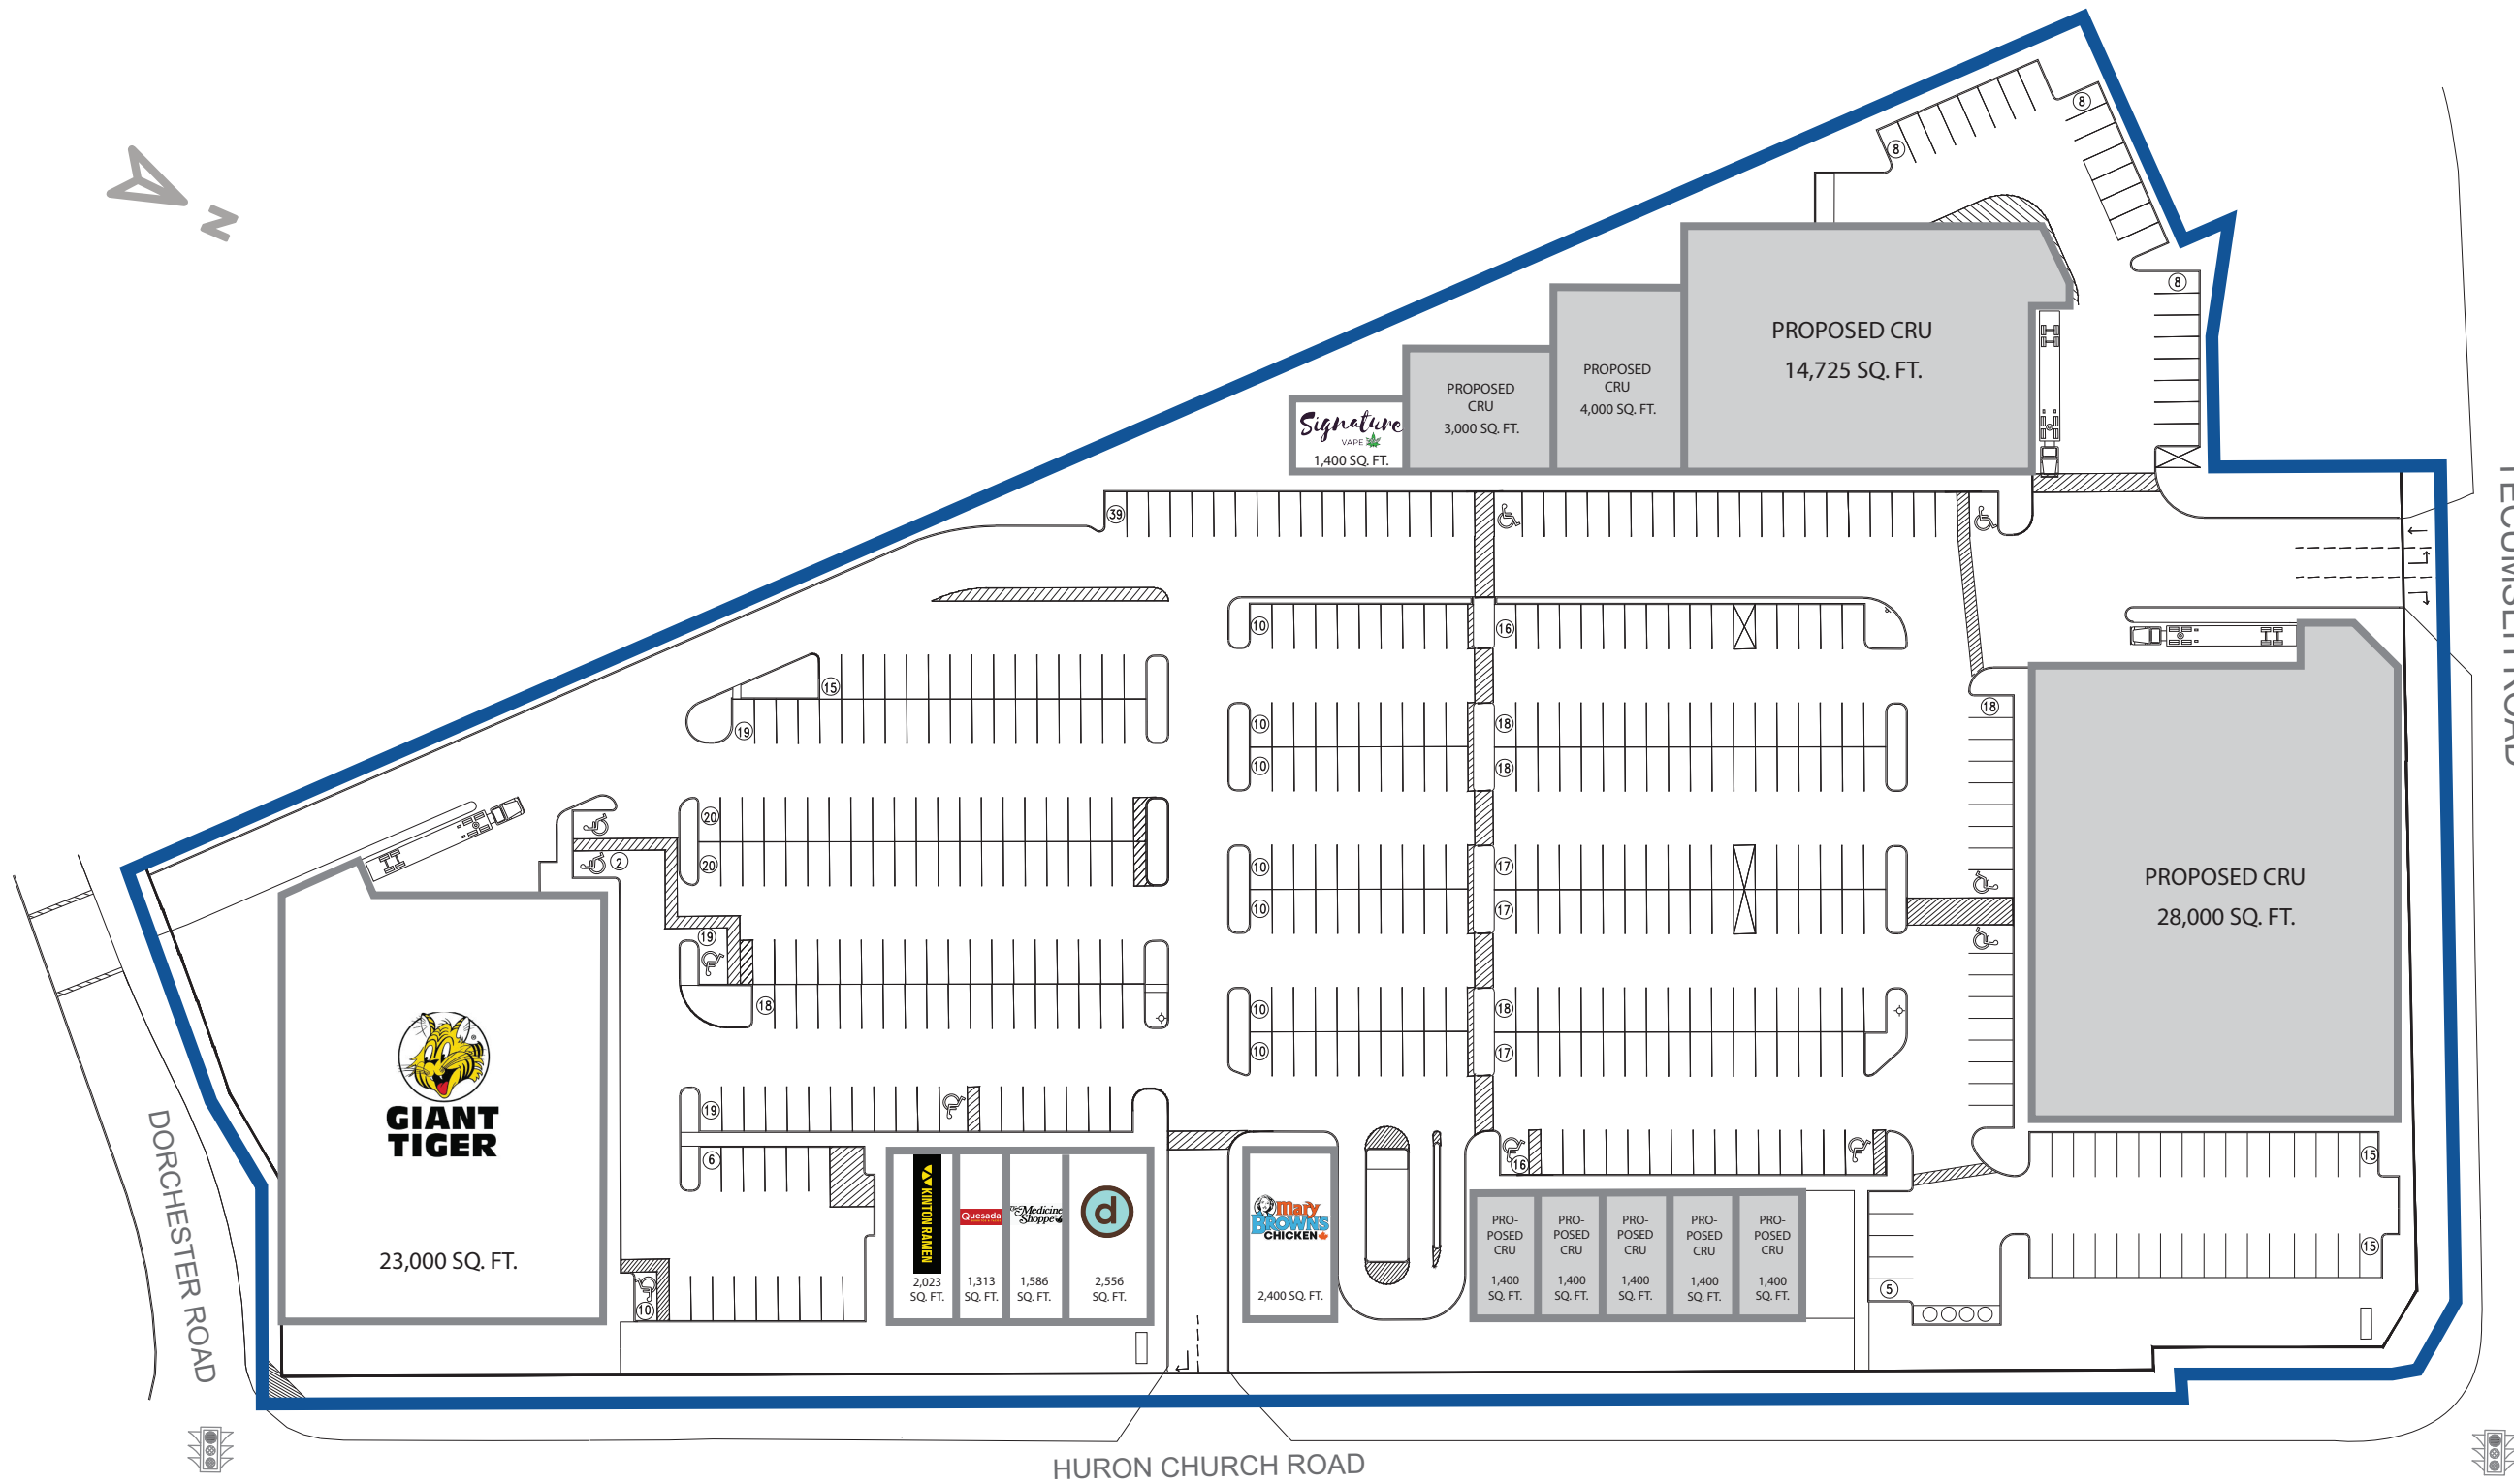 N
8
8
8
PROPOSED CRU
14,725 SQ. FT.
PROPOSED
CRU
4,000 SQ. FT.
PROPOSED
CRU
3,000 SQ. FT.
Signature
VAPE
1,400 SQ. FT.
TECUMSEH ROAD
39
10
16
15
19
10
18
18
10
18
20
20
2
10
17
10
17
19
18
10
18
10
17
PROPOSED CRU
28,000 SQ. FT.
GIANT
TIGER
®
23,000 SQ. FT.
DORCHESTER ROAD
19
6
10
KINTON RAMEN
2,023
SQ. FT.
Quesada
1,313
SQ. FT.
The Medicine
Shoppe
1,586
SQ. FT.
d
2,556
SQ. FT.
mary
BROWN'S
CHICKEN
2,400 SQ. FT.
16
PRO-
POSED
CRU
1,400
SQ. FT.
PRO-
POSED
CRU
1,400
SQ. FT.
PRO-
POSED
CRU
1,400
SQ. FT.
PRO-
POSED
CRU
1,400
SQ. FT.
PRO-
POSED
CRU
1,400
SQ. FT.
5
15
15
HURON CHURCH ROAD